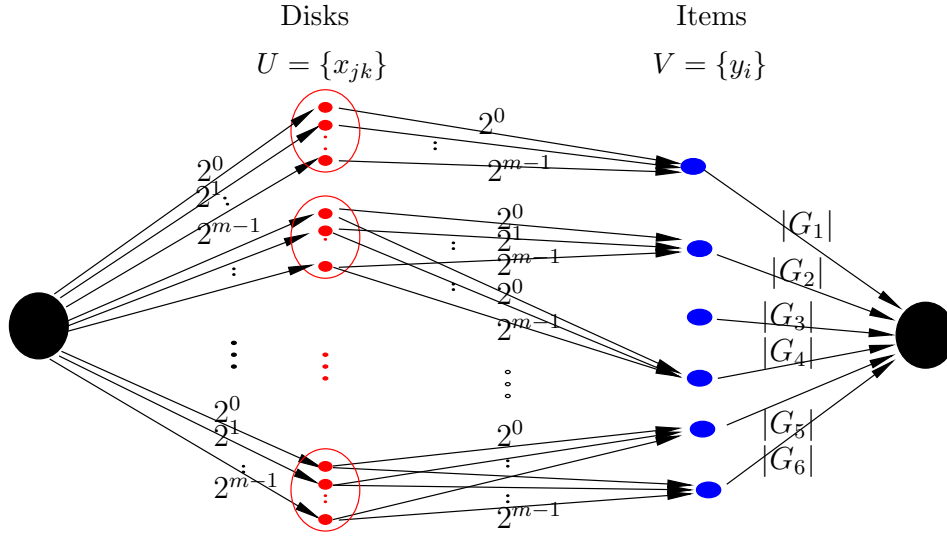 Disks Items
U = {x_{jk}} V = {y_i}
2^0
2^{m−1}
2^0
2^1
2^{m−1}
|G_1|
2^0
2^1
2^{m−1}
|G_2|
2^0
2^{m−1}
|G_3|
|G_4|
2^0
2^1
2^{m−1}
2^0
2^{m−1}
|G_5|
|G_6|